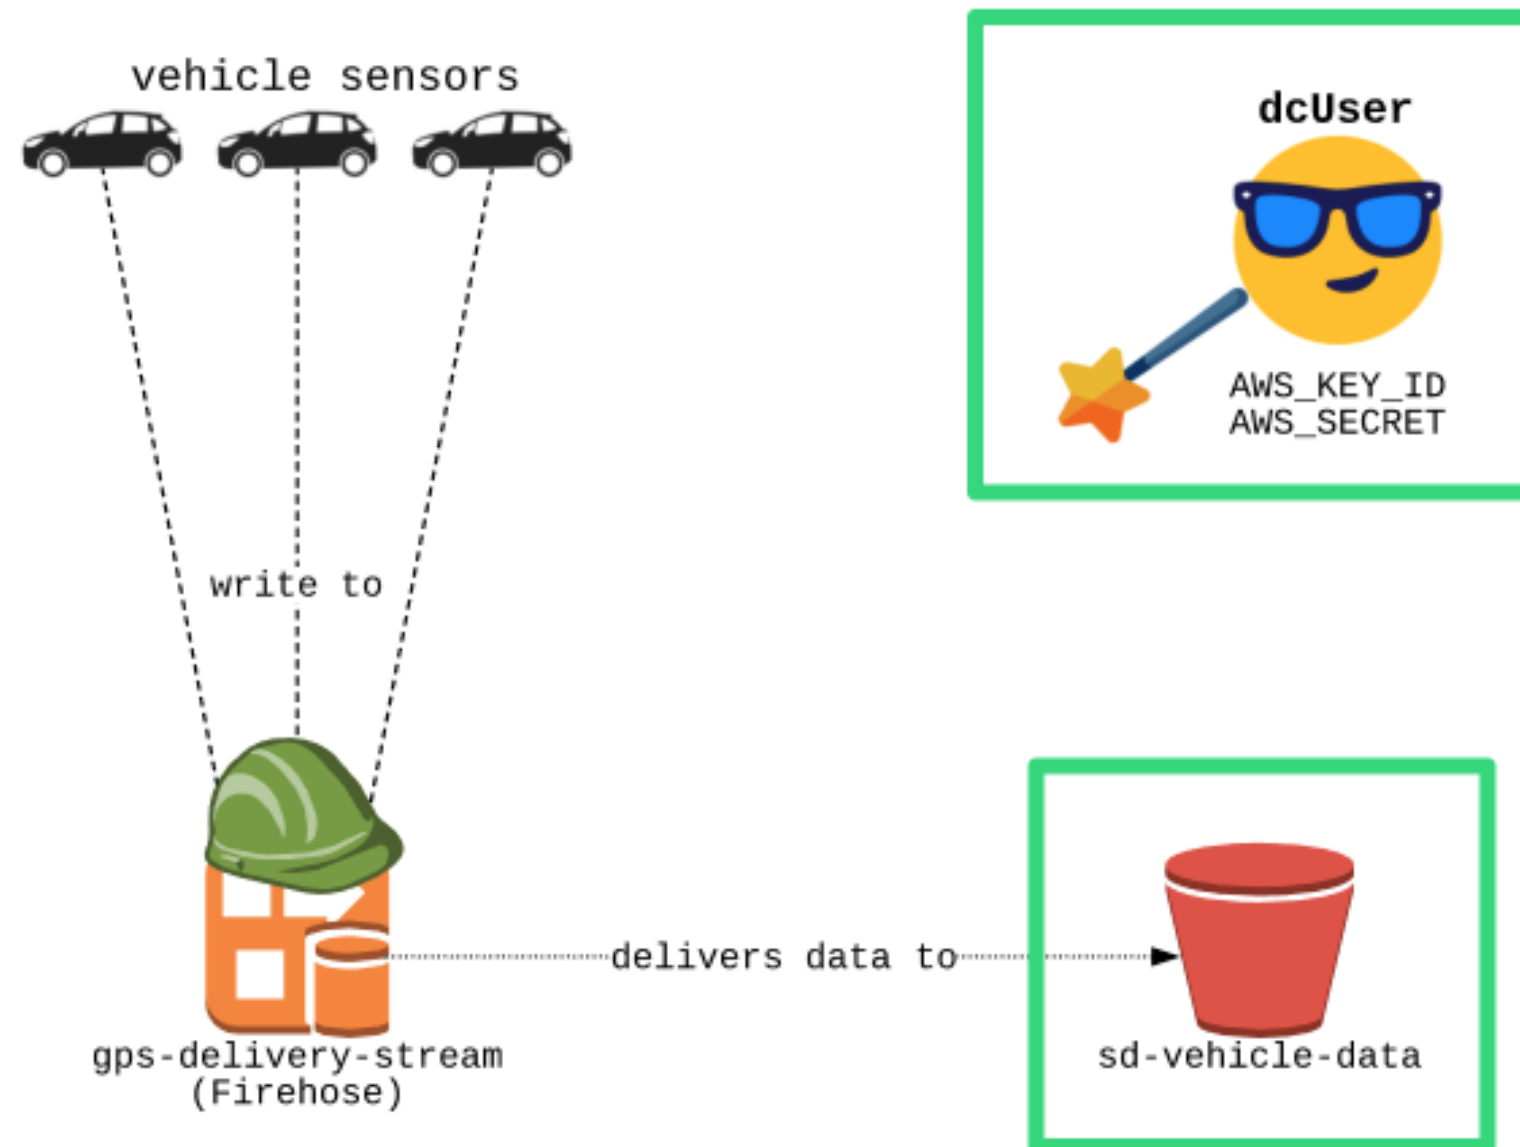 vehicle sensors
dcUser
AWS_KEY_ID
AWS_SECRET
write to
delivers data to
gps-delivery-stream
(Firehose)
sd-vehicle-data